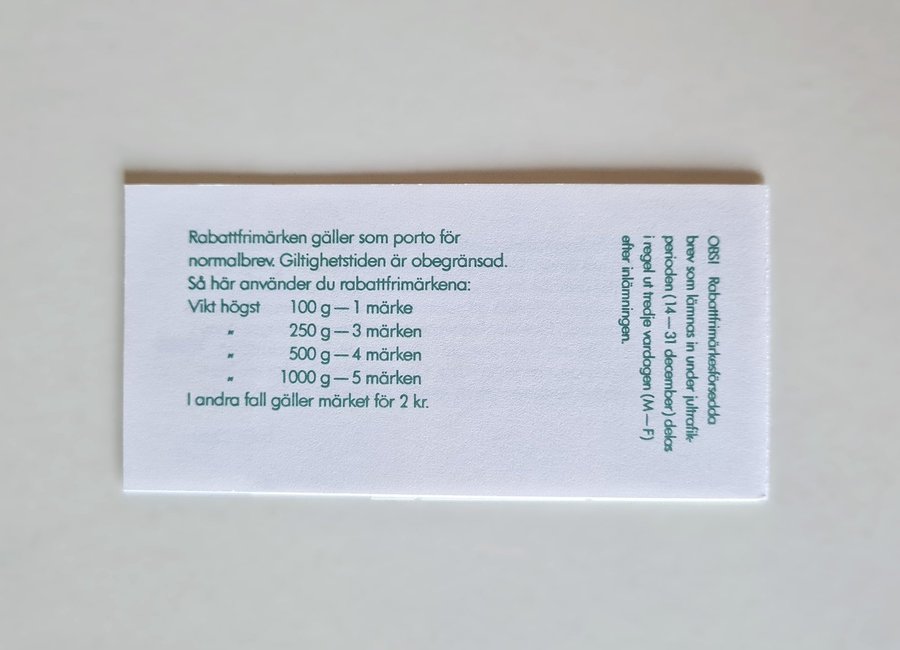 Rabattfrimärken gäller som porto för
normalbrev. Giltighetstiden är obegränsad.
Så här använder du rabattfrimärkena:
Vikt högst 100 g — 1 märke
„ 250 g — 3 märken
„ 500 g — 4 märken
„ 1000 g — 5 märken
I andra fall gäller märket för 2 kr.
OBS! Rabattfrimärkesförsedda
brev som lämnas in under jultrafik-
perioden (14 — 31 december) delas
i regel ut tredje vardagen (M — F)
efter inlämningen.